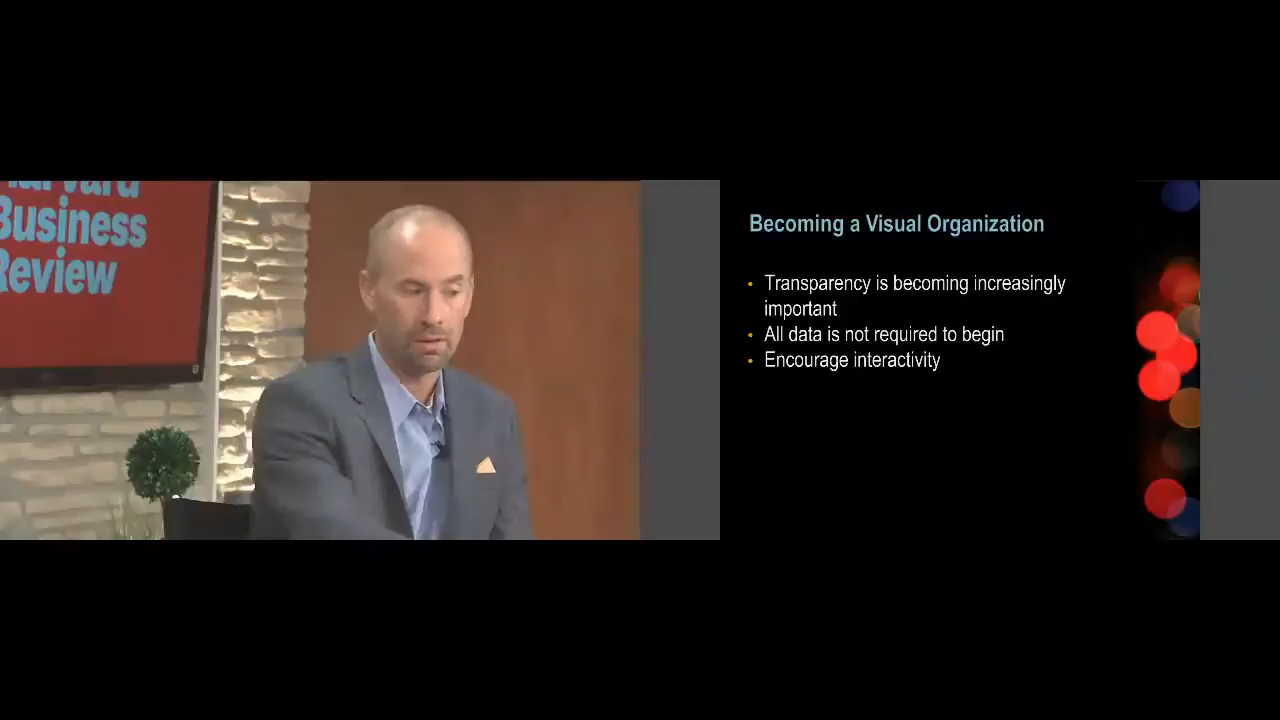 Business
Review
Becoming a Visual Organization
• Transparency is becoming increasingly
important
• All data is not required to begin
• Encourage interactivity